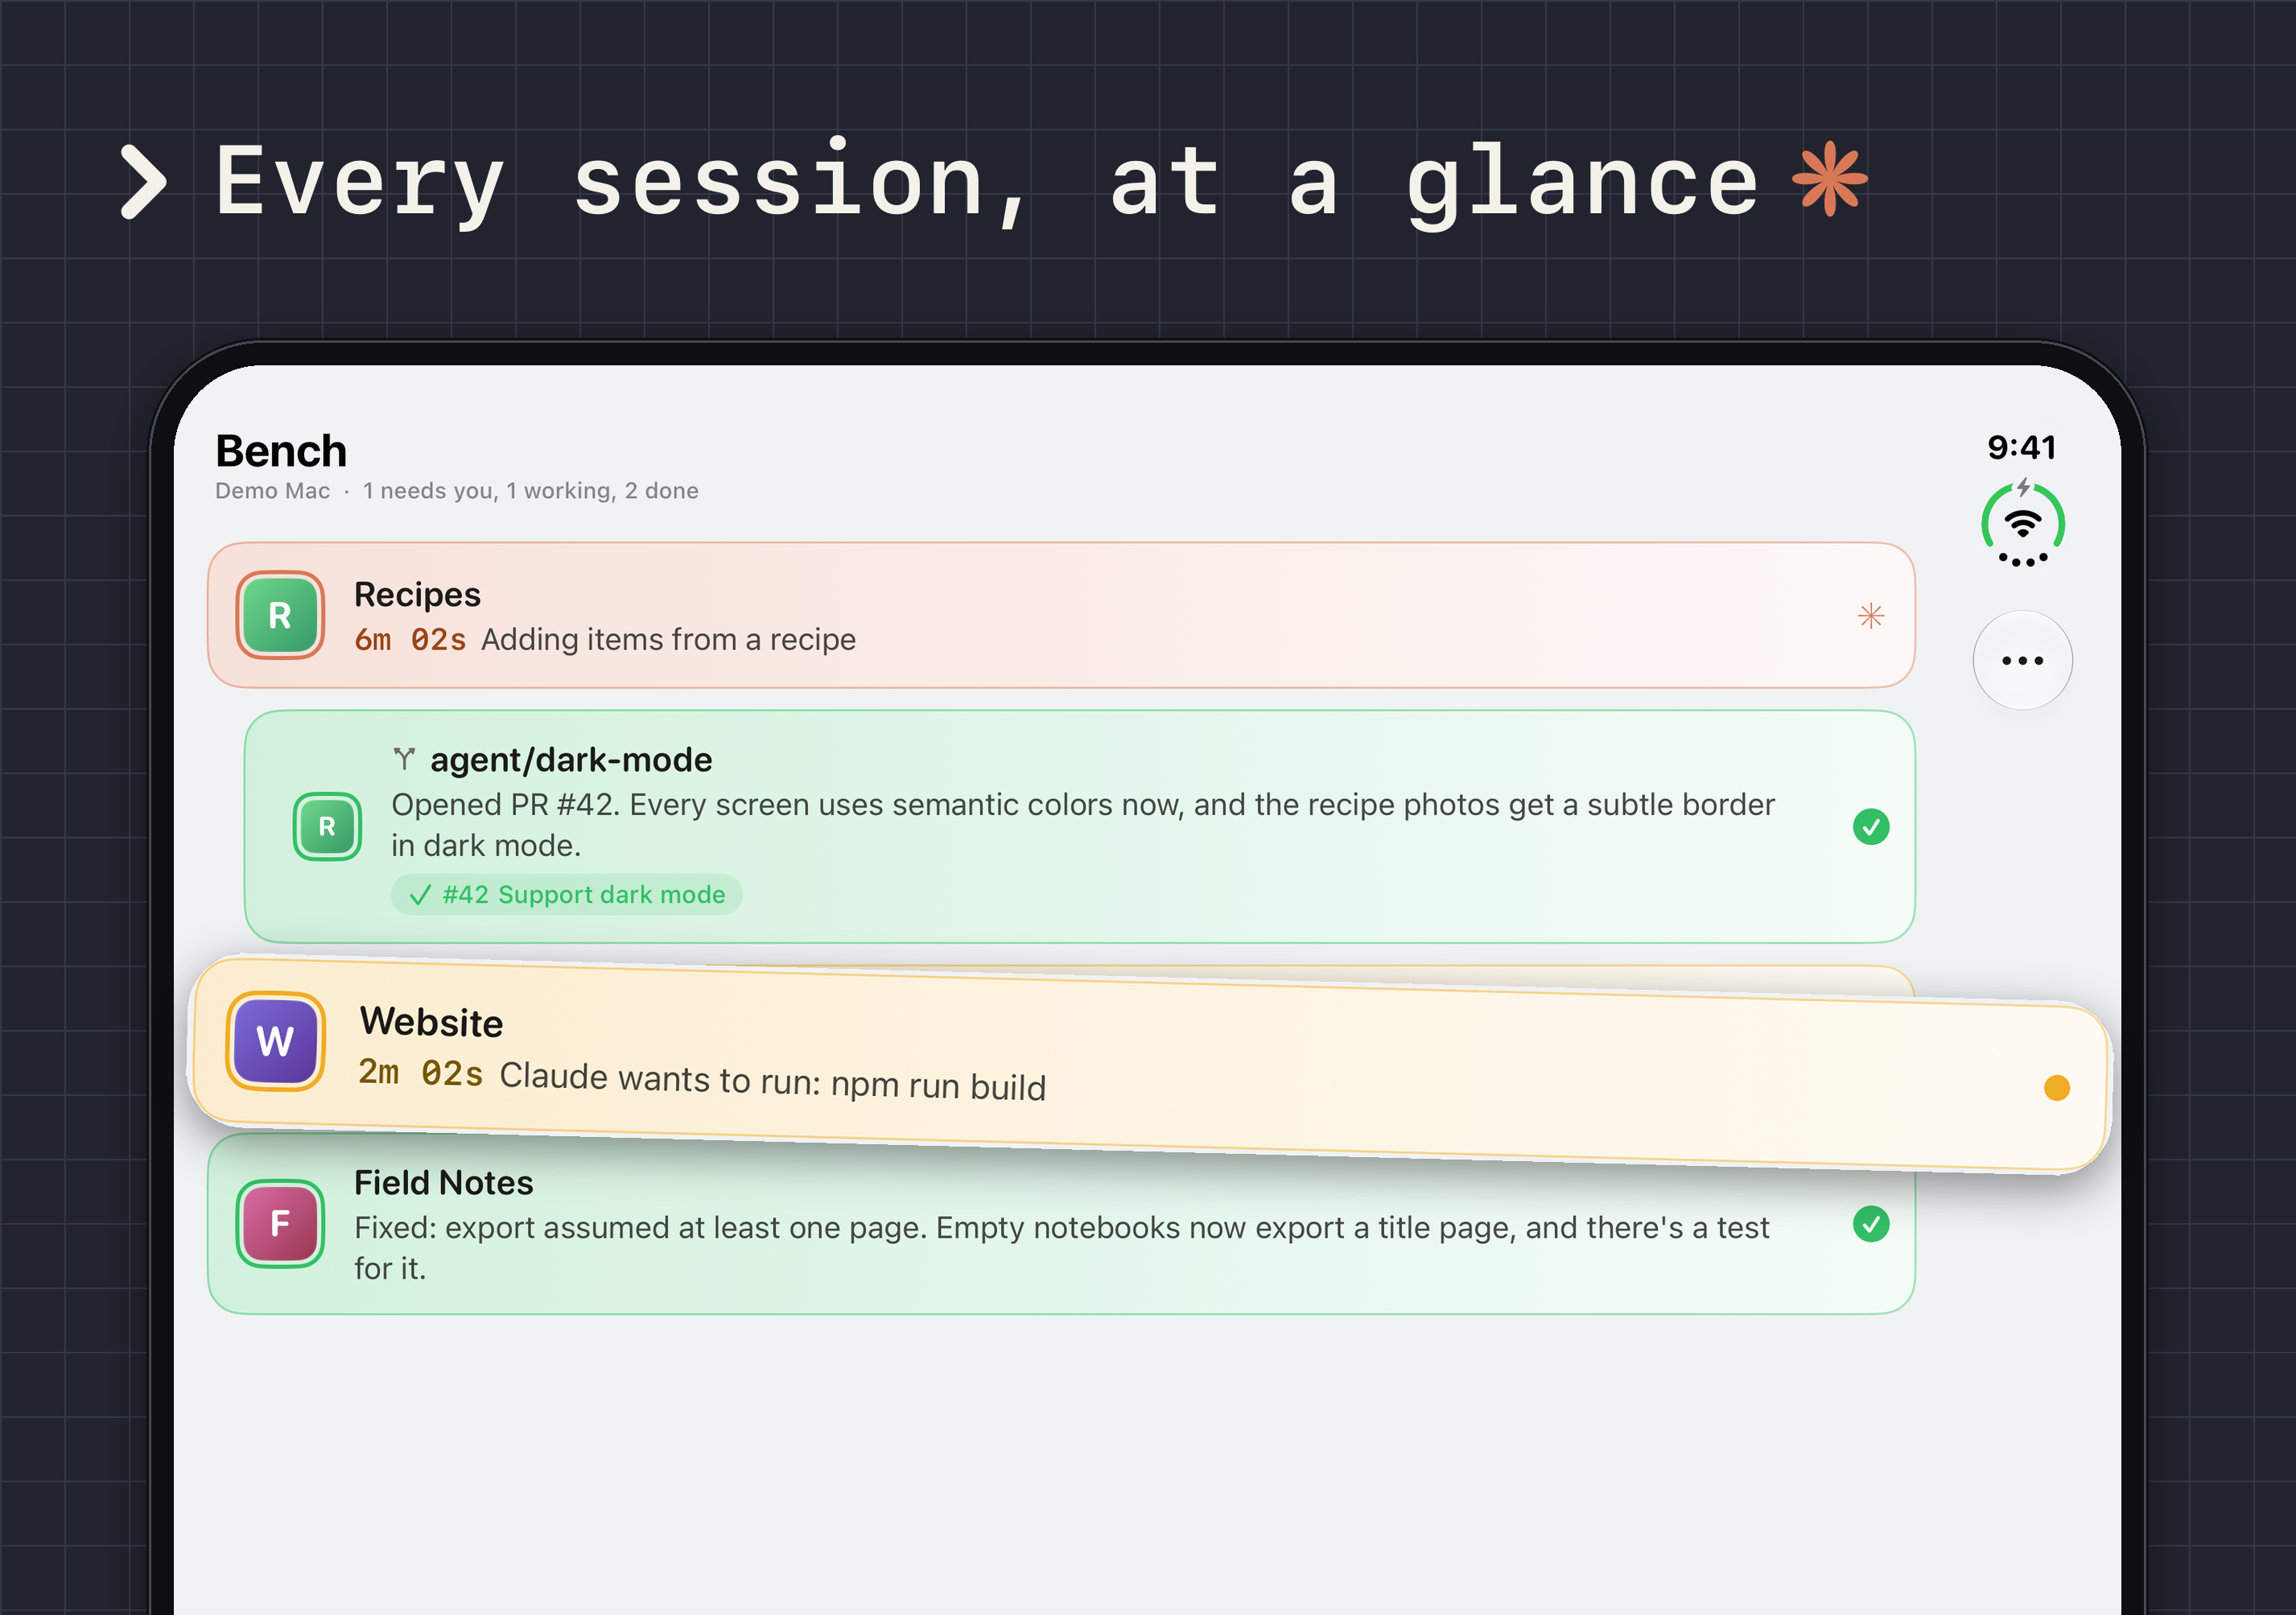 Every session, at a glance
Bench
Demo Mac · 1 needs you, 1 working, 2 done
9:41
R
Recipes
6m 02s Adding items from a recipe
agent/dark-mode
R
Opened PR #42. Every screen uses semantic colors now, and the recipe photos get a subtle border
in dark mode.
#42 Support dark mode
W
Website
2m 02s Claude wants to run: npm run build
F
Field Notes
Fixed: export assumed at least one page. Empty notebooks now export a title page, and there's a test
for it.